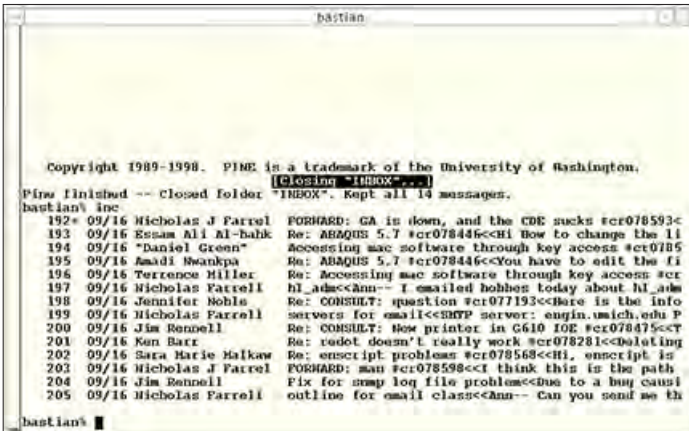 bastian
Copyright 1989-1998. PINE is a trademark of the University of Washington.
[Closing "INBOX"...]
Pine finished -- Closed folder "INBOX". Kept all 14 messages.
bastian% inc
192+ 09/16 Nicholas J Farrel FORWARD: GA is down, and the CDE sucks #cr078593<
193 09/16 Essam Ali Al-bahk Re: ABAQUS 5.7 #cr078446<<Hi How to change the li
194 09/16 "Daniel Green" Accessing mac software through key access #cr0785
195 09/16 Amadi Nwankpa Re: ABAQUS 5.7 #cr078446<<You have to edit the fi
196 09/16 Terrence Miller Re: Accessing mac software through key access #cr
197 09/16 Nicholas Farrell hl_adm<<Ann-- I emailed hobbes today about hl_adm
198 09/16 Jennifer Nohle Re: CONSULT: question #cr077193<<Here is the info
199 09/16 Nicholas Farrell servers for email<<SMTP server: engin.umich.edu P
200 09/16 Jim Rennell Re: CONSULT: New printer in G610 IOE #cr078475<<T
201 09/16 Ken Barr Re: redot doesn't really work #cr078281<<Deleting
202 09/16 Sara Marie Malkaw Re: enscript problems #cr078568<<Hi, enscript is
203 09/16 Nicholas J Farrel FORWARD: man #cr078598<<I think this is the path
204 09/16 Jim Rennell Fix for snmp log file problem<<Due to a bug causi
205 09/16 Nicholas Farrell outline for email class<<Ann-- Can you send me th
bastian%